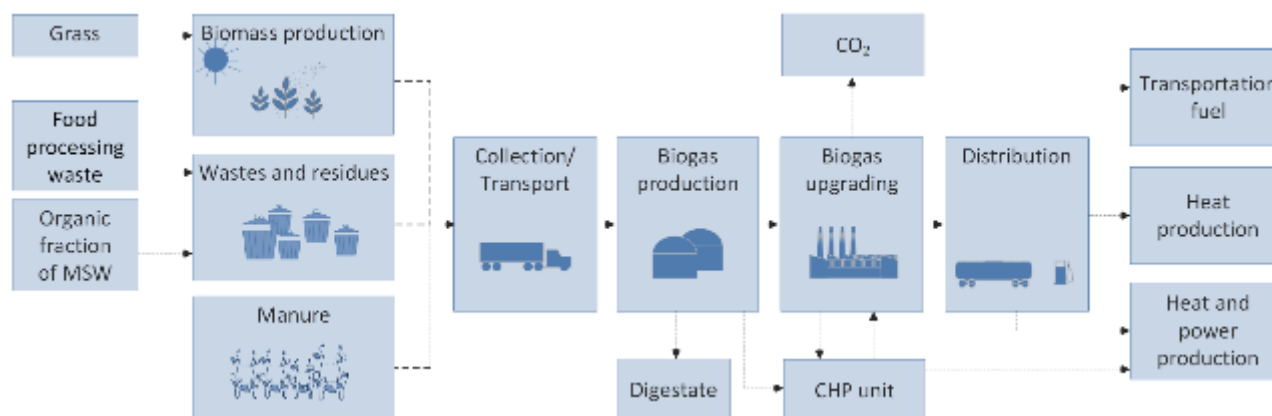 Grass
Food
processing
waste
Organic
fraction
of MSW
Biomass production
Wastes and residues
Manure
Collection/
Transport
Biogas
production
Digestate
CO₂
Biogas
upgrading
CHP unit
Distribution
Transportation
fuel
Heat
production
Heat and
power
production